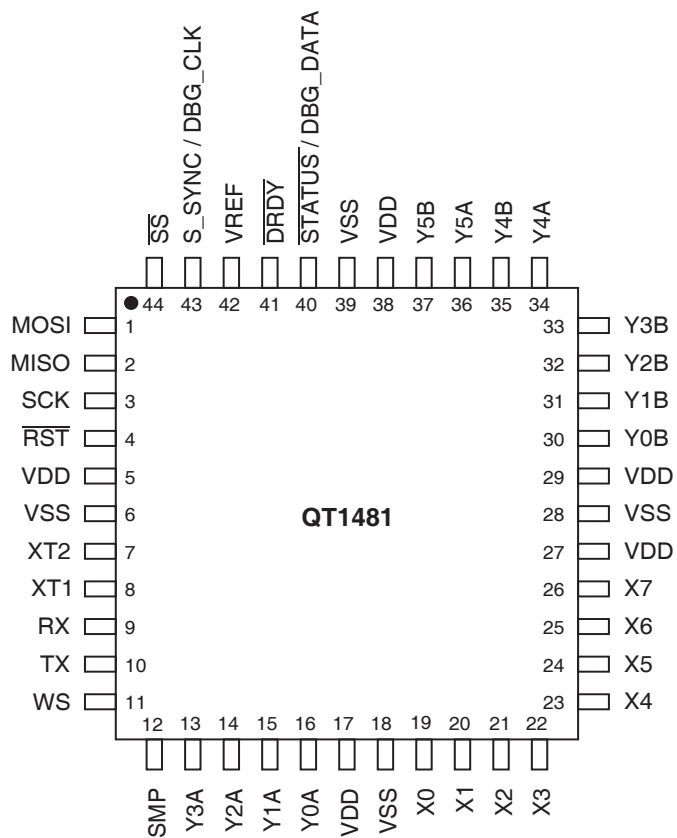 SS
S_SYNC / DBG_CLK
VREF
DRDY
STATUS / DBG_DATA
VSS
VDD
Y5B
Y5A
Y4B
Y4A
44 43 42 41 40 39 38 37 36 35 34
MOSI 1
MISO 2
SCK 3
RST 4
VDD 5
VSS 6
XT2 7
XT1 8
RX 9
TX 10
WS 11
QT1481
33 Y3B
32 Y2B
31 Y1B
30 Y0B
29 VDD
28 VSS
27 VDD
26 X7
25 X6
24 X5
23 X4
12 13 14 15 16 17 18 19 20 21 22
SMP
Y3A
Y2A
Y1A
Y0A
VDD
VSS
X0
X1
X2
X3